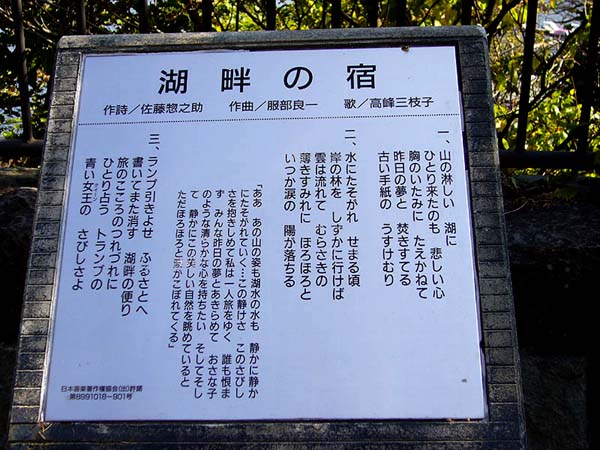 湖畔の宿
作詩／佐藤惣之助　作曲／服部良一　歌／高峰三枝子
一、山の淋しい　湖に
ひとり来たのも　悲しい心
胸のいたみに　たえかねて
昨日の夢と　焚きすてる
古い手紙の　うすけむり
二、水にたそがれ　せまる頃
岸の林を　しずかに行けば
雲は流れて　むらさきの
薄きすみれに　ほろほろと
いつか涙の　陽が落ちる
「ああ　あの山の姿も湖水の水も　静かに静か
にたそがれていく…この静けさ　このさびし
さを抱きしめて私は一人旅をゆく　誰も恨ま
ず　みんな昨日の夢とあきらめて　おさな子
のような清らかな心を持ちたい　そしてそし
て　静かにこの美しい自然を眺めていると
ただほろほろと涙がこぼれてくる」
三、ランプ引きよせ　ふるさとへ
書いてまた消す　湖畔の便り
旅のこころのつれづれに
ひとり占う　トランプの
青い女王の　さびしさよ
クイーン
日本音楽著作権協会(出)許諾
第8991018－901号